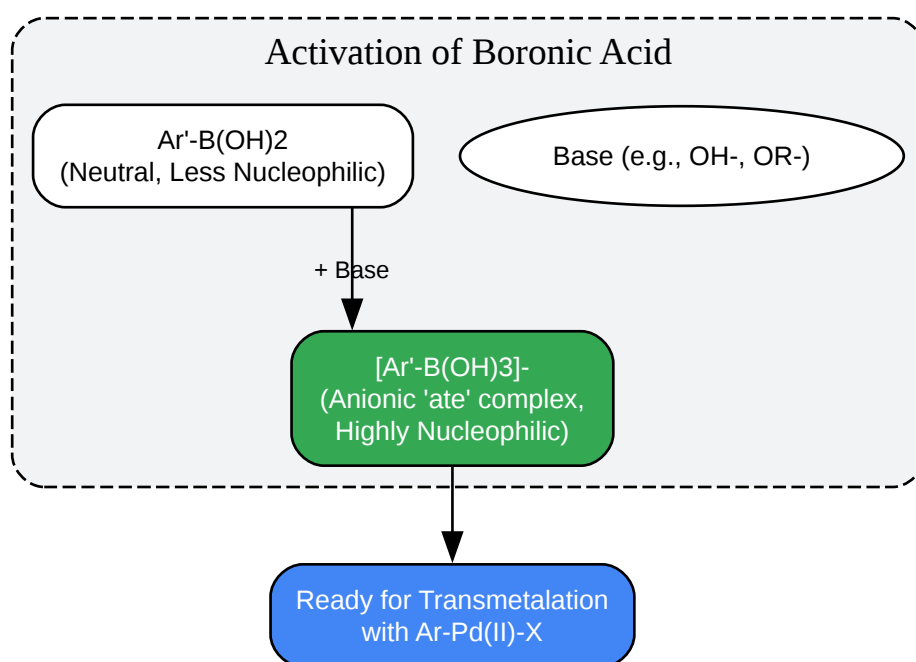 Activation of Boronic Acid
Ar'-B(OH)2
(Neutral, Less Nucleophilic)
Base (e.g., OH-, OR-)
+ Base
[Ar'-B(OH)3]-
(Anionic 'ate' complex,
Highly Nucleophilic)
Ready for Transmetalation
with Ar-Pd(II)-X